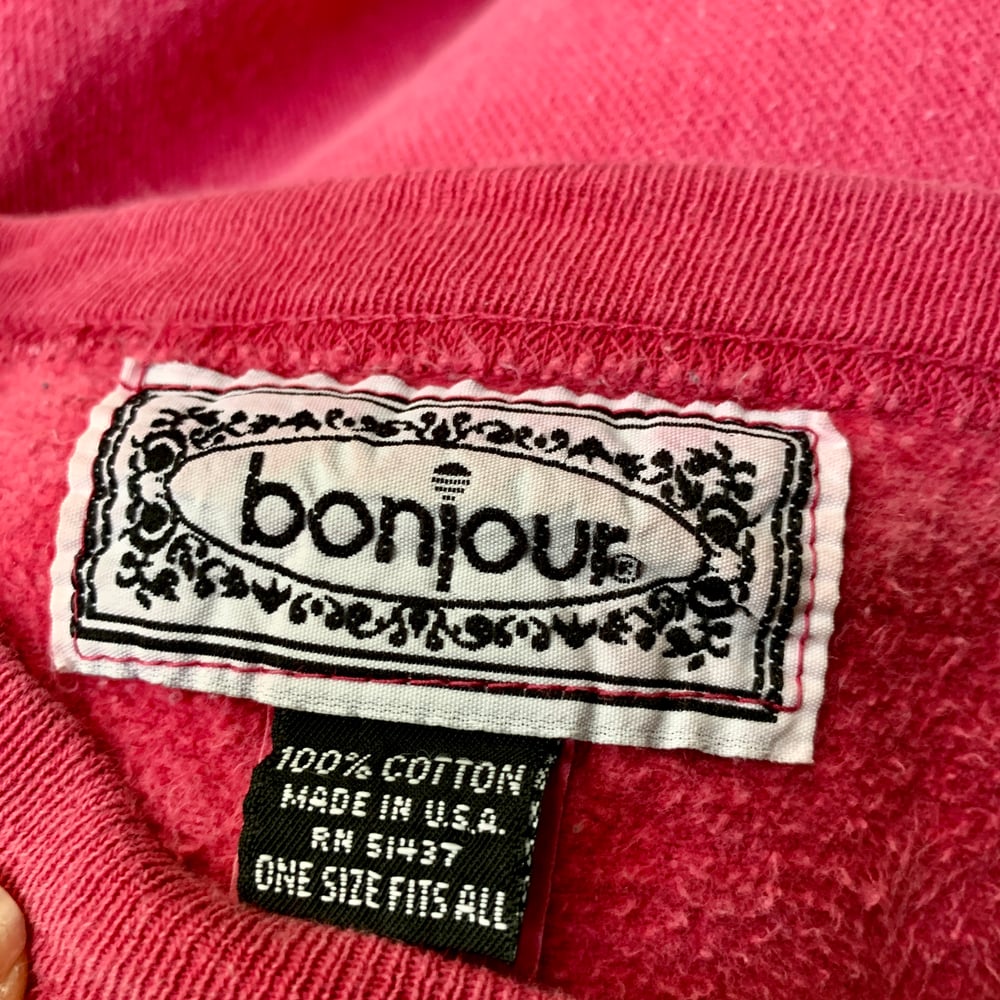 bonjour®
100% COTTON
MADE IN U.S.A.
RN 51437
ONE SIZE FITS ALL